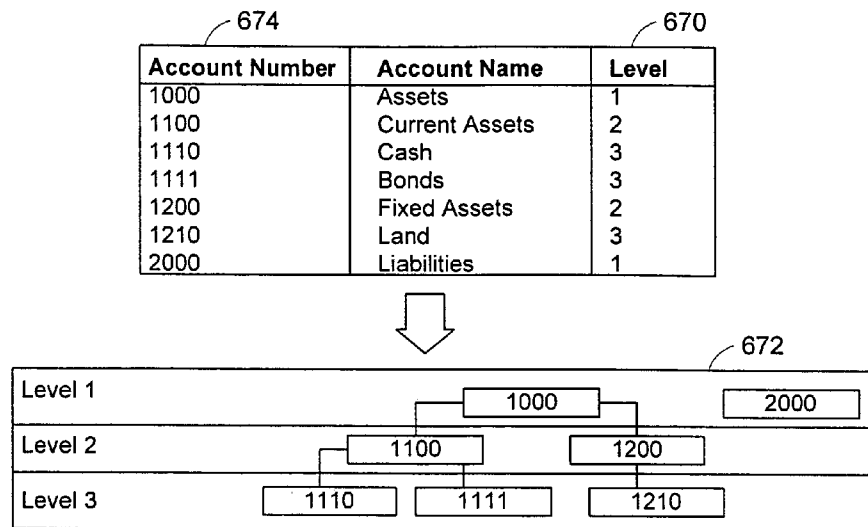 674 670
Account Number Account Name Level
1000 Assets 1
1100 Current Assets 2
1110 Cash 3
1111 Bonds 3
1200 Fixed Assets 2
1210 Land 3
2000 Liabilities 1
672
Level 1 1000 2000
Level 2 1100 1200
Level 3 1110 1111 1210